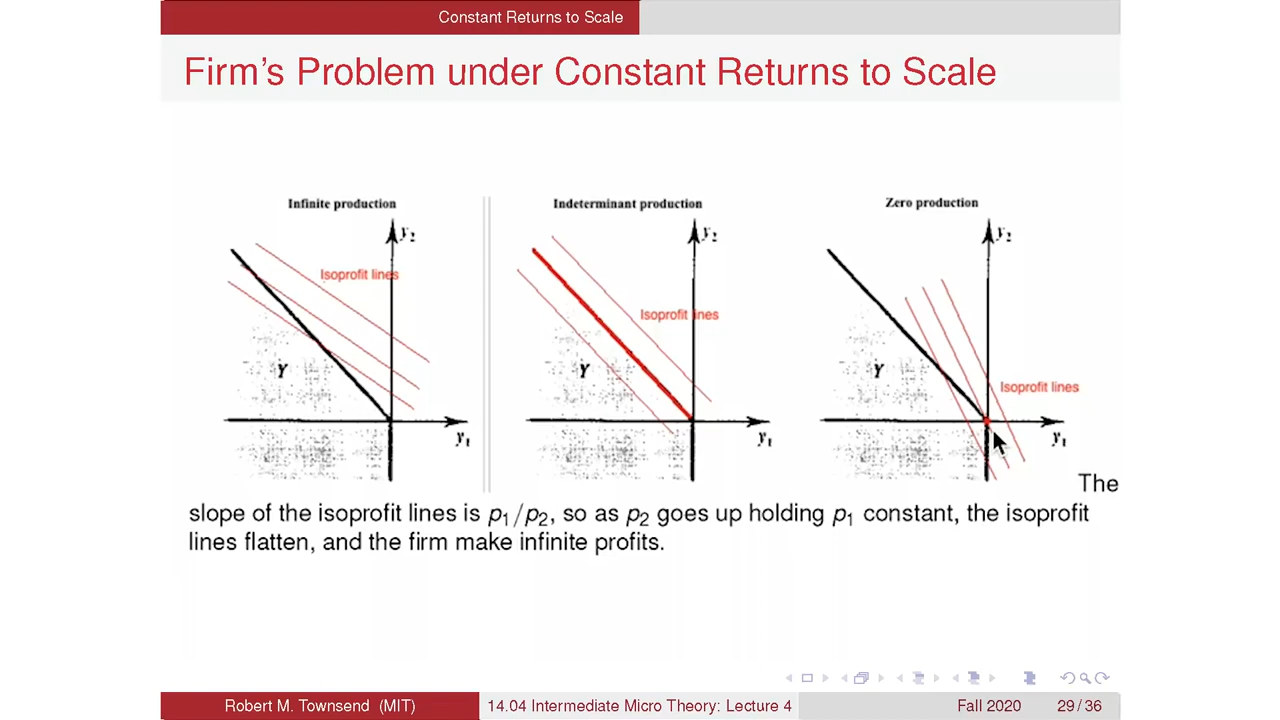 Constant Returns to Scale
Firm's Problem under Constant Returns to Scale
Infinite production
Indeterminant production
Zero production
y₂
y₂
y₂
Isoprofit lines
Isoprofit lines
Isoprofit lines
Y
Y
Y
y₁
y₁
y₁
The
slope of the isoprofit lines is p₁/p₂, so as p₂ goes up holding p₁ constant, the isoprofit
lines flatten, and the firm make infinite profits.
Robert M. Townsend (MIT)
14.04 Intermediate Micro Theory: Lecture 4
Fall 2020
29 / 36